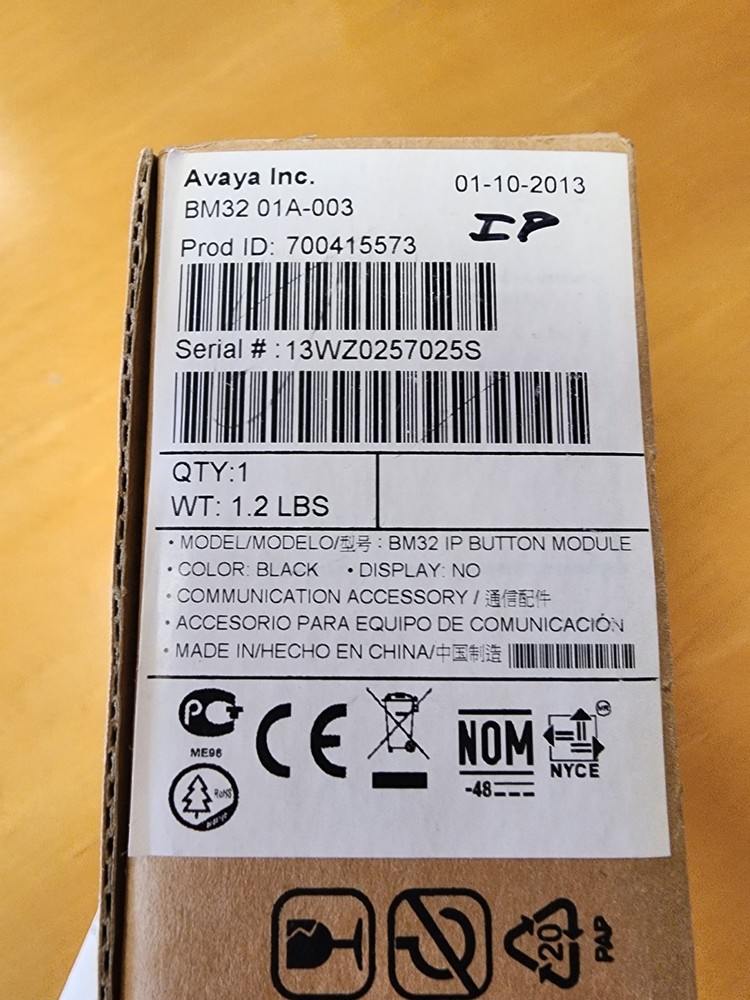 Avaya Inc.
01-10-2013
BM32 01A-003
IP
Prod ID: 700415573
Serial # : 13WZ0257025S
QTY:1
WT: 1.2 LBS
• MODEL/MODELO/型号 : BM32 IP BUTTON MODULE
• COLOR: BLACK • DISPLAY: NO
• COMMUNICATION ACCESSORY / 通信配件
• ACCESORIO PARA EQUIPO DE COMUNICACIÓN
• MADE IN/HECHO EN CHINA/中国制造
PCT
ME96
CE
NOM
-48
NYCE
RoHS
20
PAP